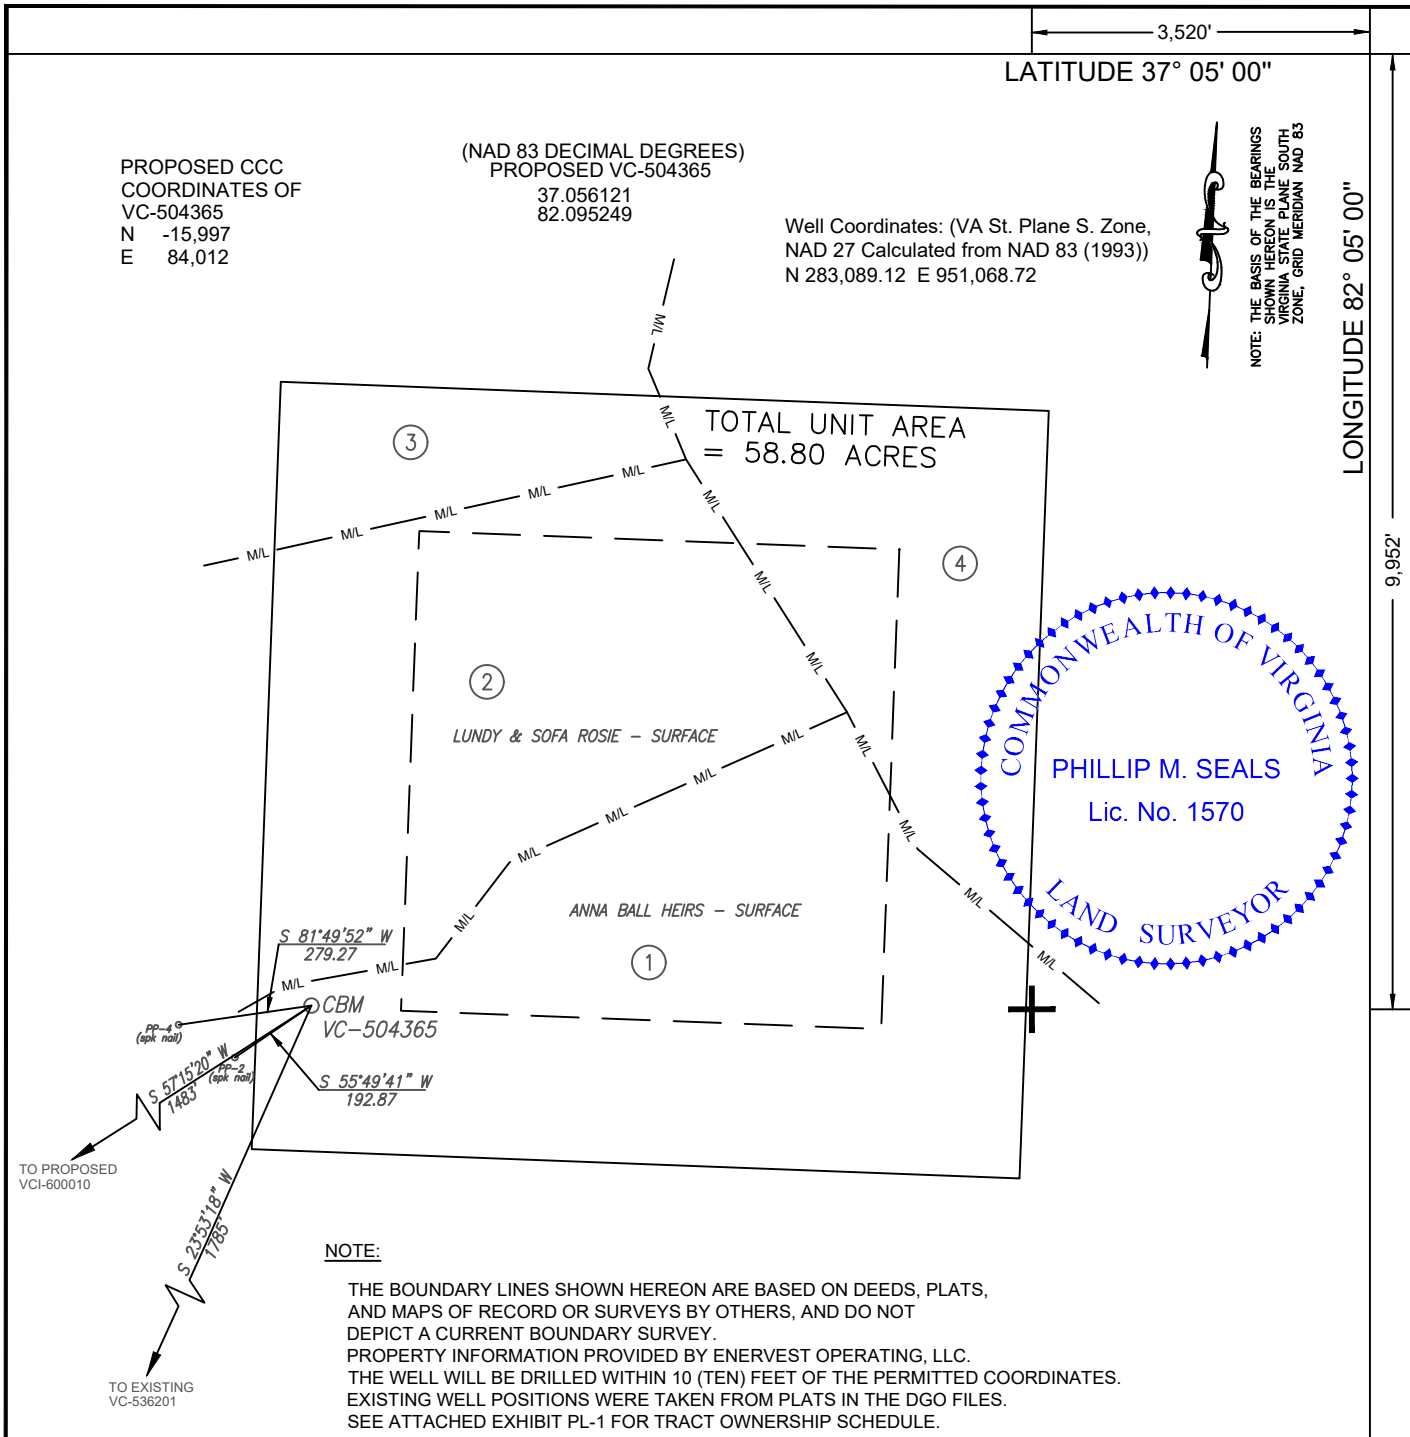 3,520'
LATITUDE 37° 05' 00"
PROPOSED CCC
COORDINATES OF
VC-504365
N -15,997
E 84,012
(NAD 83 DECIMAL DEGREES)
PROPOSED VC-504365
37.056121
82.095249
Well Coordinates: (VA St. Plane S. Zone,
NAD 27 Calculated from NAD 83 (1993))
N 283,089.12 E 951,068.72
NOTE: THE BASIS OF THE BEARINGS
SHOWN HEREON IS THE
VIRGINIA STATE PLANE SOUTH
ZONE, GRID MERIDIAN NAD 83
LONGITUDE 82° 05' 00"
9,952'
M/L
M/L
TOTAL UNIT AREA
= 58.80 ACRES
3
M/L
M/L
M/L
M/L
M/L
M/L
4
M/L
M/L
2
LUNDY & SOFA ROSIE - SURFACE
M/L
M/L
M/L
M/L
M/L
M/L
COMMONWEALTH OF VIRGINIA
PHILLIP M. SEALS
Lic. No. 1570
LAND SURVEYOR
M/L
M/L
ANNA BALL HEIRS - SURFACE
1
M/L
S 81°49'52" W
279.27
M/L
M/L
CBM
VC-504365
PP-4
(spk nail)
PP-2
(spk nail)
S 57°15'20" W
1483'
S 55°49'41" W
192.87
TO PROPOSED
VCI-600010
S 23°53'18" W
1785'
TO EXISTING
VC-536201
NOTE:
THE BOUNDARY LINES SHOWN HEREON ARE BASED ON DEEDS, PLATS,
AND MAPS OF RECORD OR SURVEYS BY OTHERS, AND DO NOT
DEPICT A CURRENT BOUNDARY SURVEY.
PROPERTY INFORMATION PROVIDED BY ENERVEST OPERATING, LLC.
THE WELL WILL BE DRILLED WITHIN 10 (TEN) FEET OF THE PERMITTED COORDINATES.
EXISTING WELL POSITIONS WERE TAKEN FROM PLATS IN THE DGO FILES.
SEE ATTACHED EXHIBIT PL-1 FOR TRACT OWNERSHIP SCHEDULE.